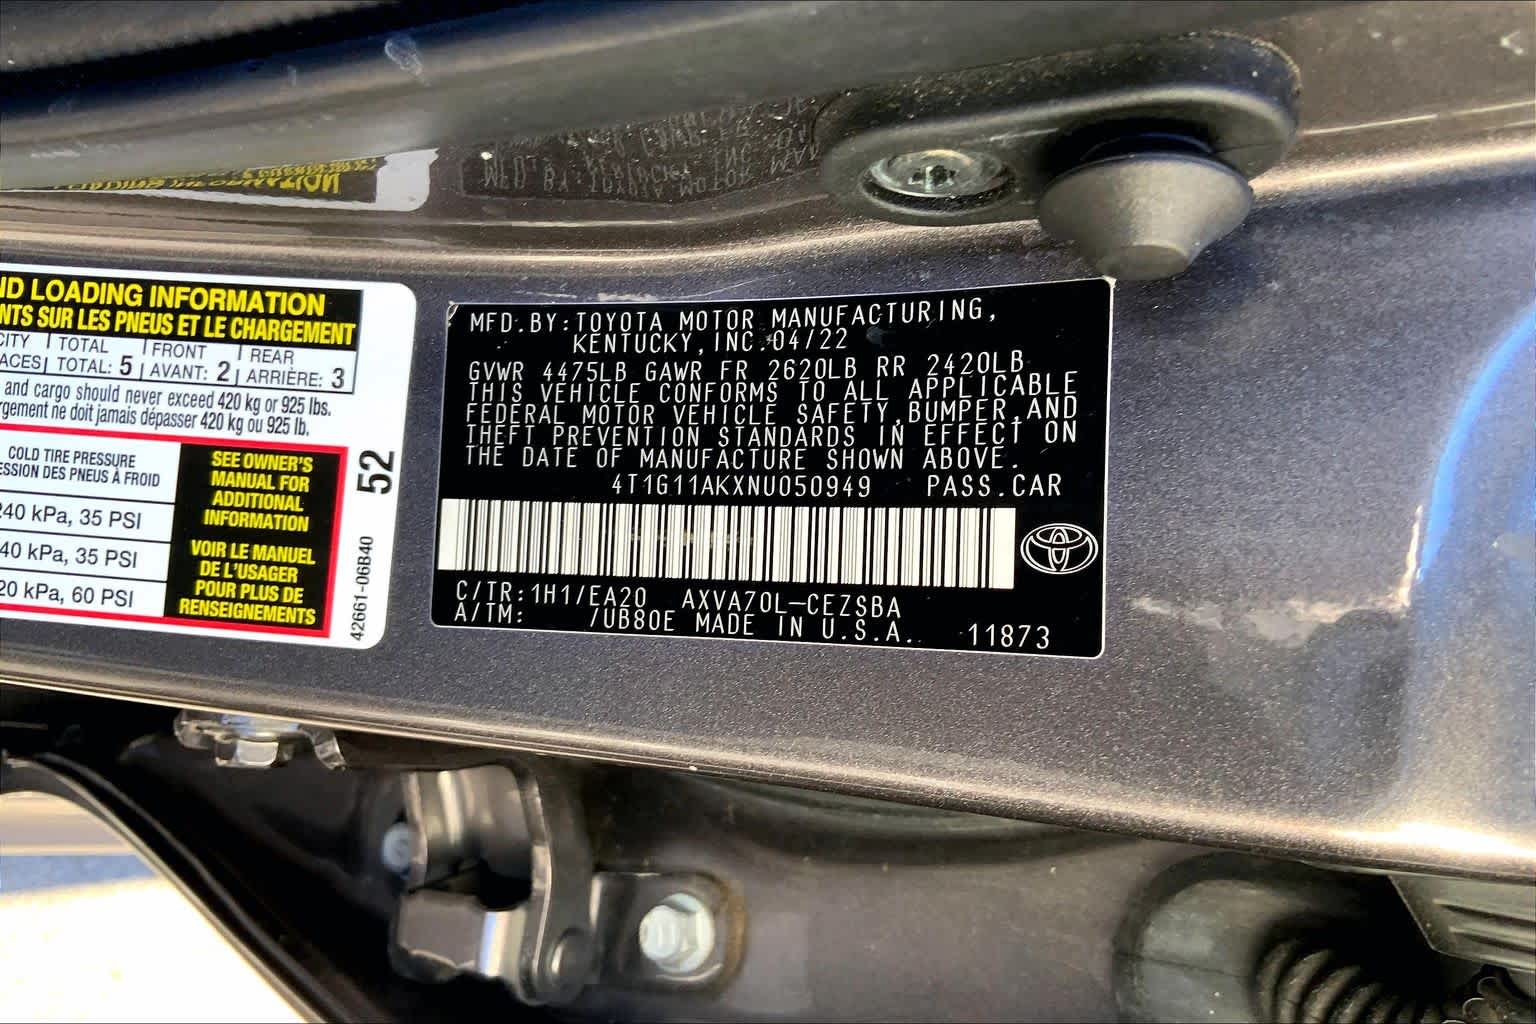 ND LOADING INFORMATION
NTS SUR LES PNEUS ET LE CHARGEMENT
CITY TOTAL FRONT REAR
ACES TOTAL: 5 AVANT: 2 ARRIÈRE: 3
and cargo should never exceed 420 kg or 925 lbs.
rgement ne doit jamais dépasser 420 kg ou 925 lb.
COLD TIRE PRESSURE
ESSION DES PNEUS À FROID
240 kPa, 35 PSI
40 kPa, 35 PSI
20 kPa, 60 PSI
SEE OWNER'S
MANUAL FOR
ADDITIONAL
INFORMATION
VOIR LE MANUEL
DE L'USAGER
POUR PLUS DE
RENSEIGNEMENTS
52
42661-06B40
MFD.BY:TOYOTA MOTOR MANUFACTURING,
KENTUCKY,INC.04/22
GVWR 4475LB GAWR FR 2620LB RR 2420LB
THIS VEHICLE CONFORMS TO ALL APPLICABLE
FEDERAL MOTOR VEHICLE SAFETY,BUMPER,AND
THEFT PREVENTION STANDARDS IN EFFECT ON
THE DATE OF MANUFACTURE SHOWN ABOVE.
4T1G11AKXNU050949 PASS.CAR
C/TR:1H1/EA20 AXVA70L-CEZSBA
A/TM: /UB80E MADE IN U.S.A. 11873